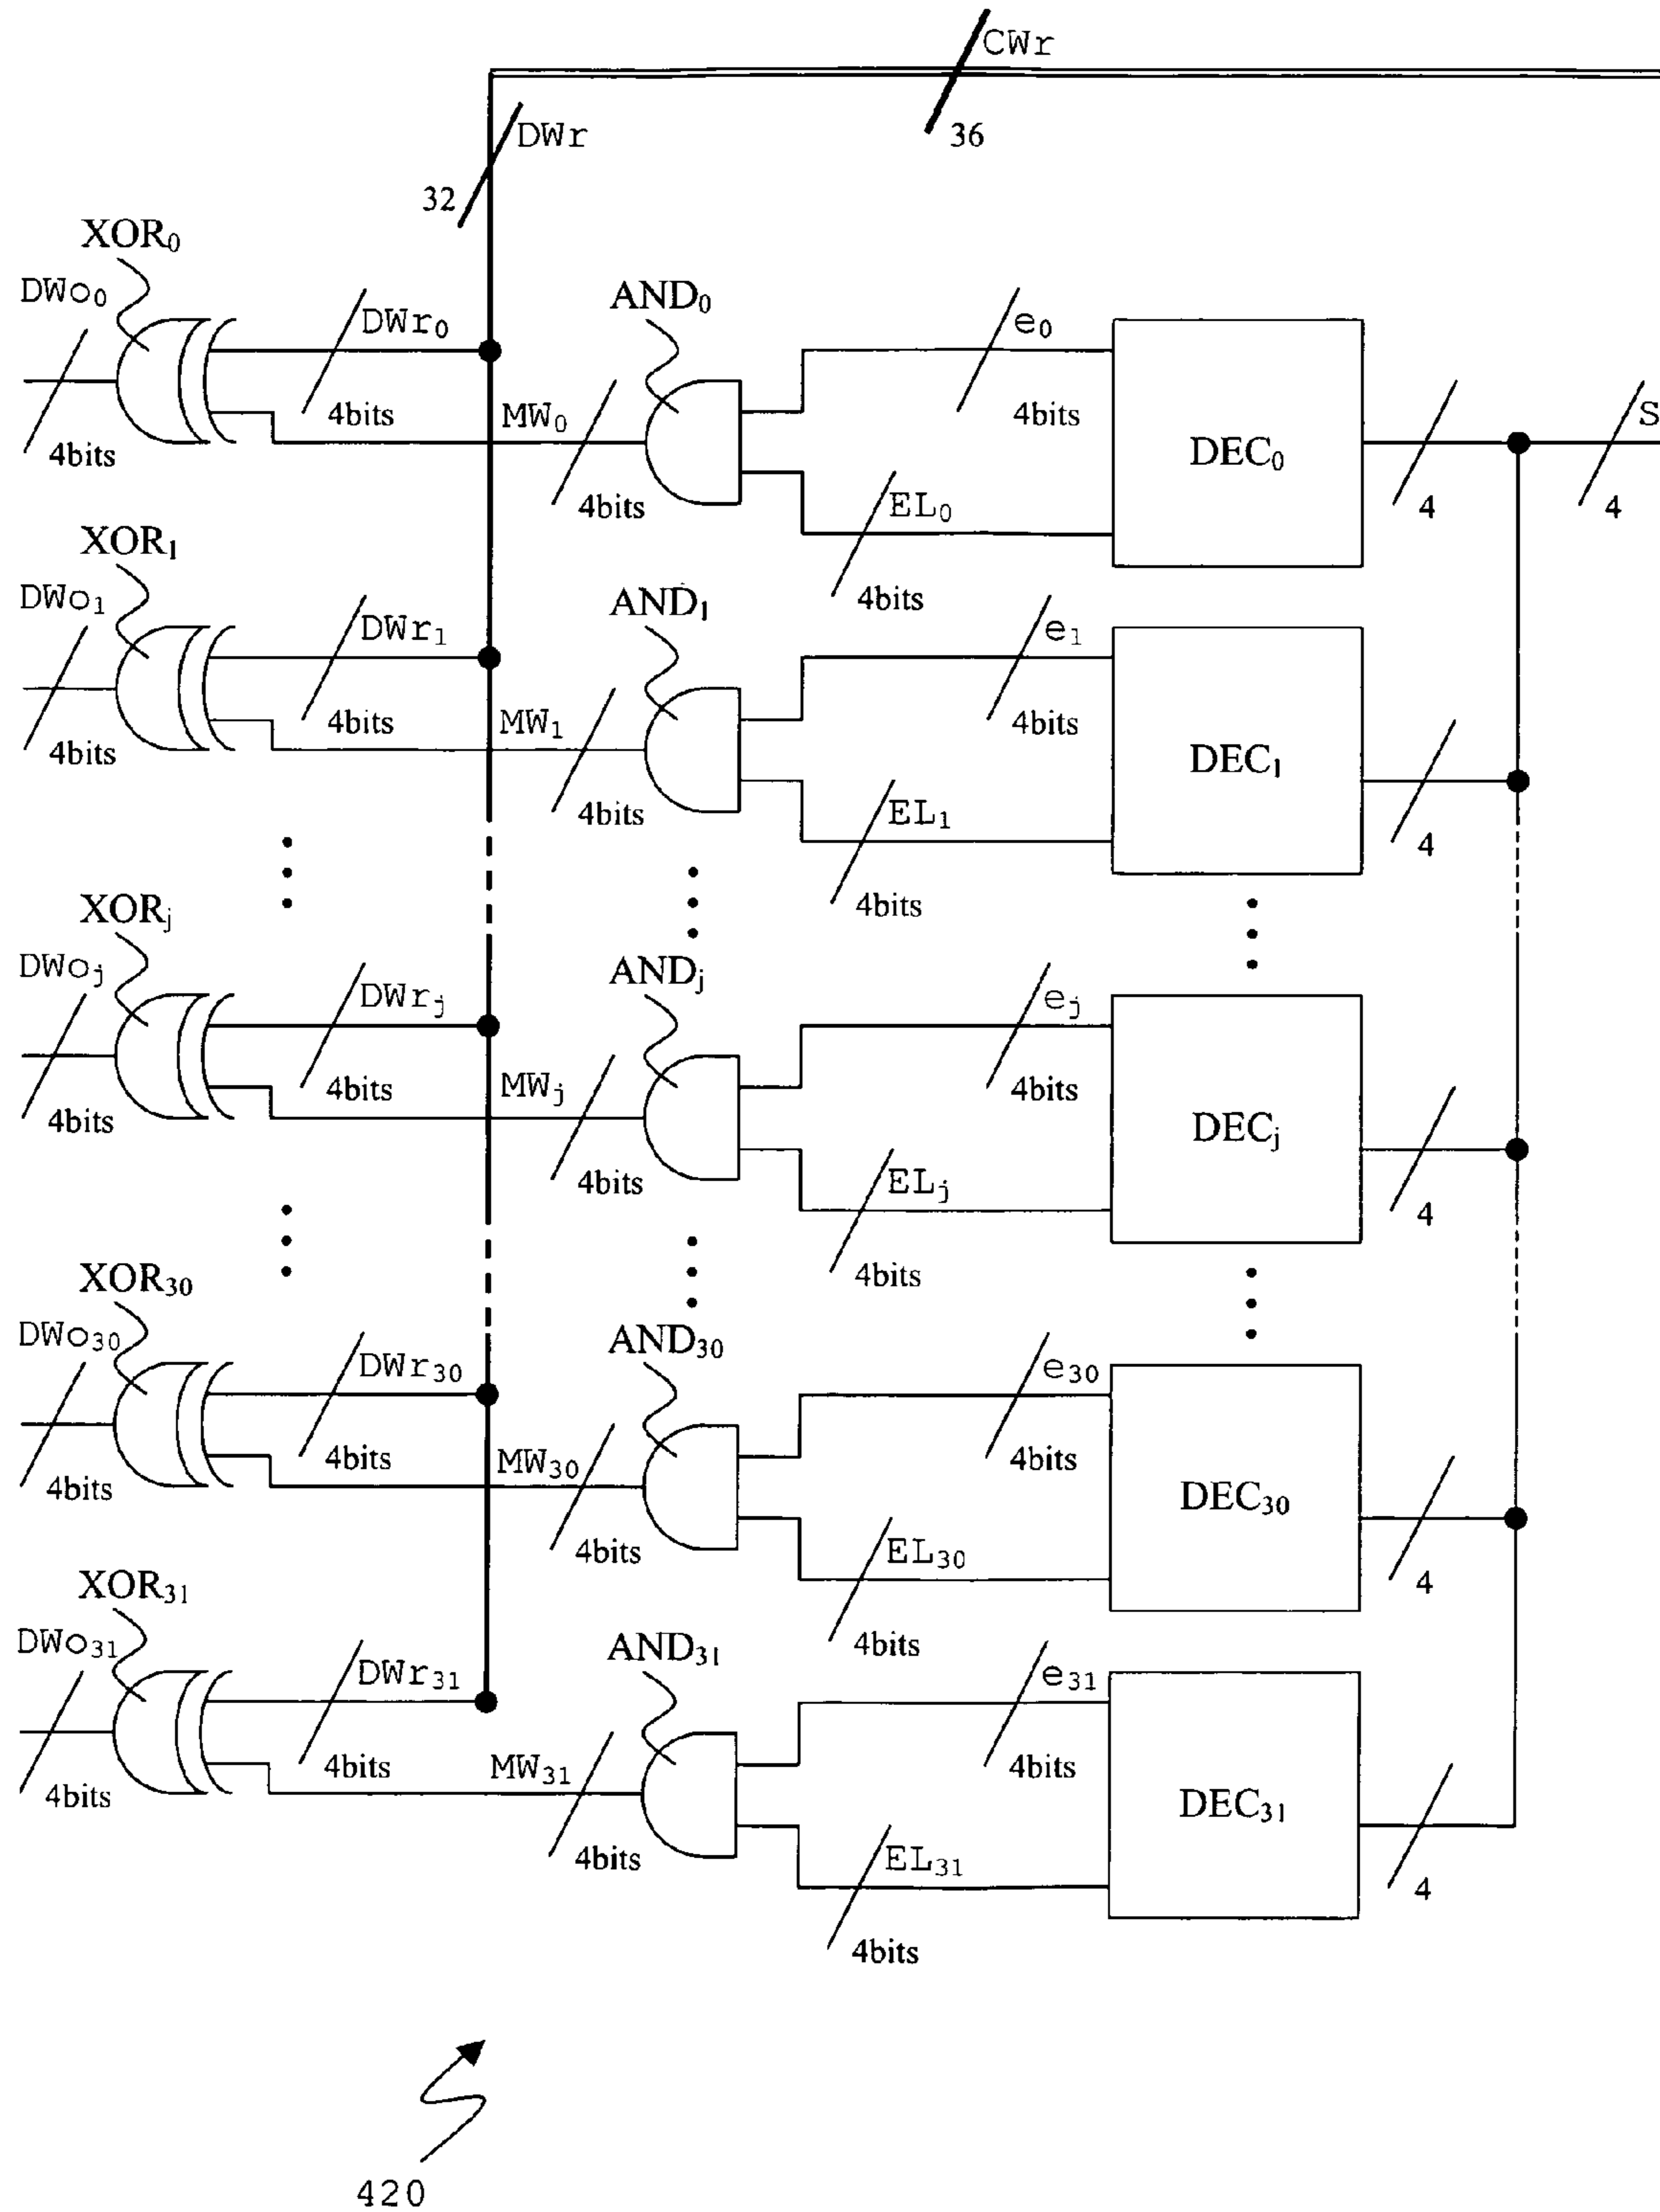 CWr
36
DWr
32
XOR₀
DWo₀
4bits
DWr₀
4bits
MW₀
4bits
AND₀
e₀
4bits
EL₀
4bits
DEC₀
4
S
4
XOR₁
DWo₁
4bits
DWr₁
4bits
MW₁
4bits
AND₁
e₁
4bits
EL₁
4bits
DEC₁
4
XORⱼ
DWoⱼ
4bits
DWrⱼ
4bits
MWⱼ
4bits
ANDⱼ
eⱼ
4bits
ELⱼ
4bits
DECⱼ
4
XOR₃₀
DWo₃₀
4bits
DWr₃₀
4bits
MW₃₀
4bits
AND₃₀
e₃₀
4bits
EL₃₀
4bits
DEC₃₀
4
XOR₃₁
DWo₃₁
4bits
DWr₃₁
4bits
MW₃₁
4bits
AND₃₁
e₃₁
4bits
EL₃₁
4bits
DEC₃₁
4
420